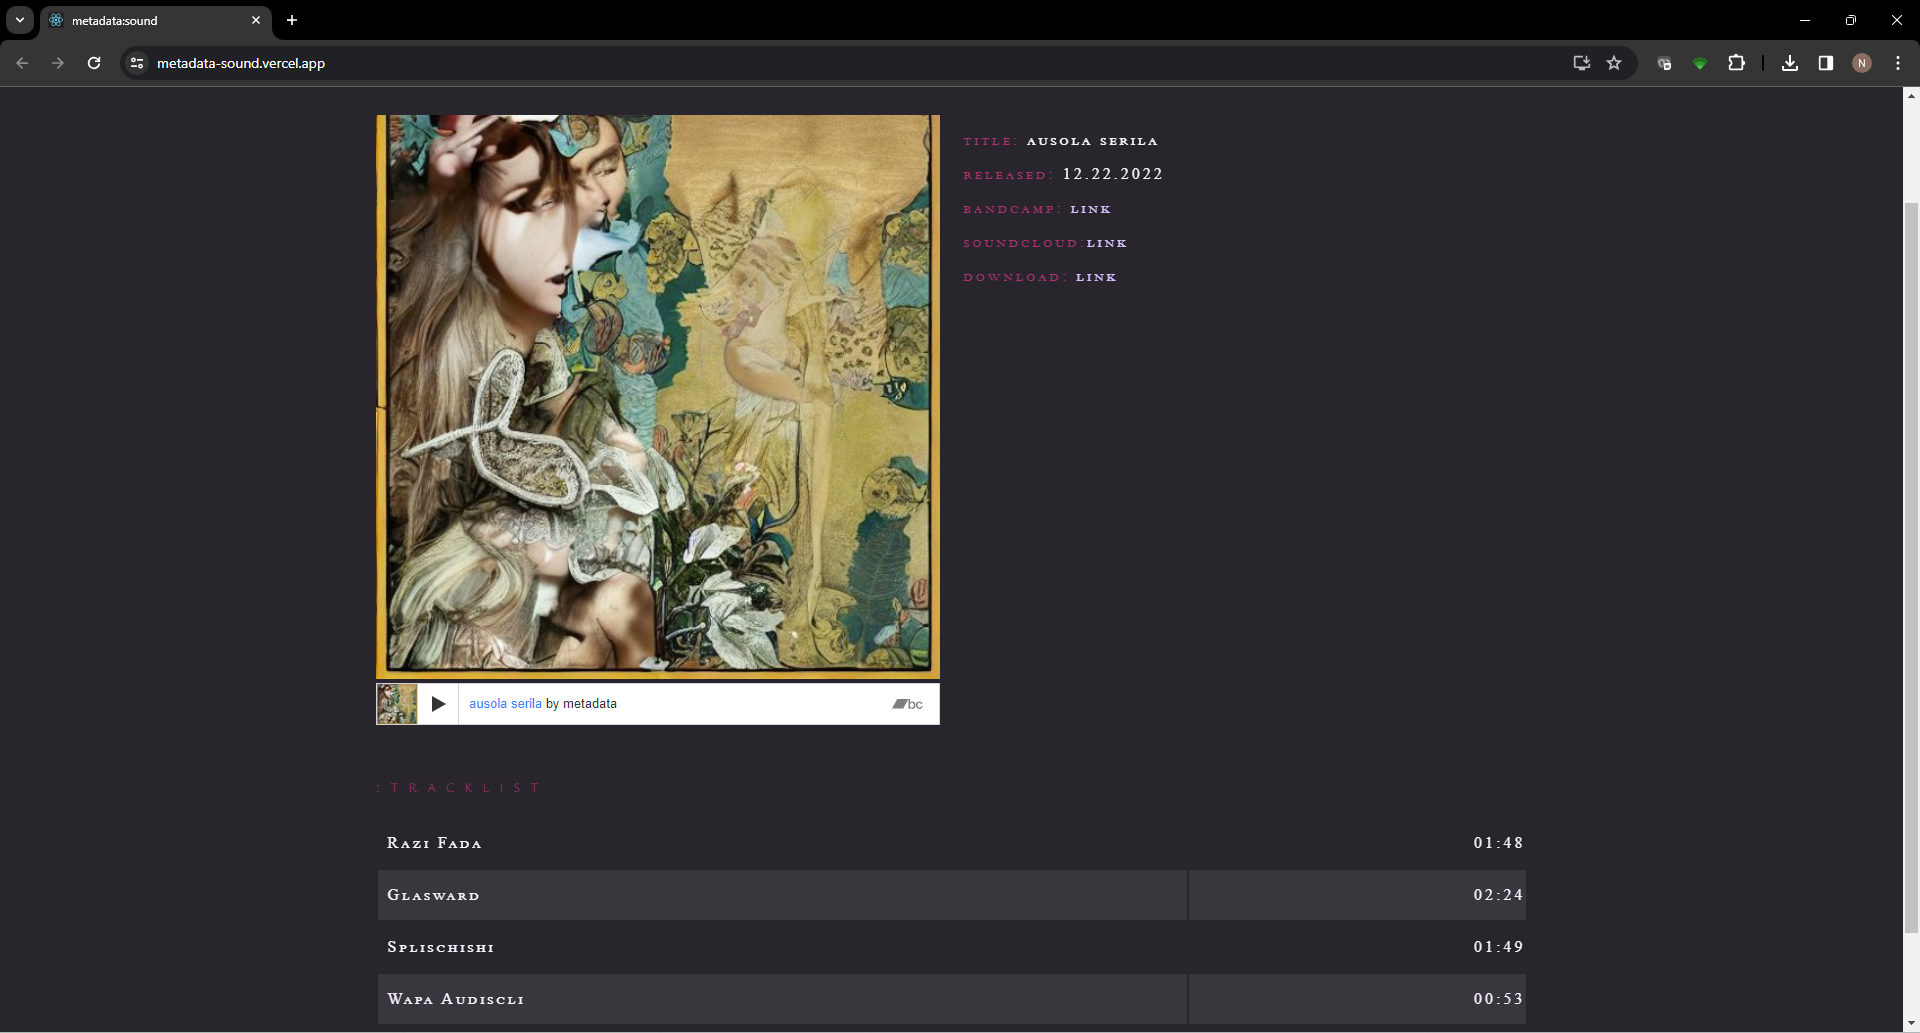 metadata:sound
metadata-sound.vercel.app
N
TITLE: AUSOLA SERILA
RELEASED: 12.22.2022
BANDCAMP: LINK
SOUNDCLOUD:LINK
DOWNLOAD: LINK
ausola serila by metadata
bc
:TRACKLIST
Razi Fada 01:48
Glasward 02:24
Splischishi 01:49
Wapa Audiscli 00:53